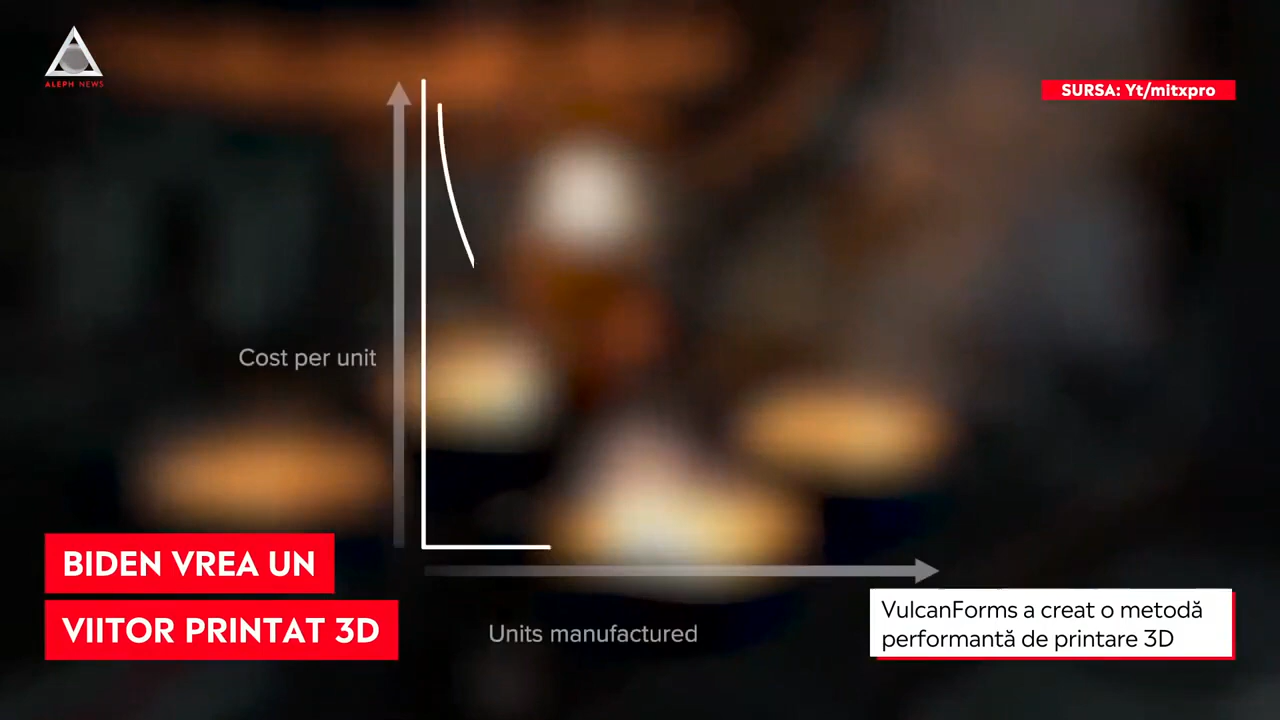 ALEPH NEWS
SURSA: Yt/mitxpro
Cost per unit
BIDEN VREA UN
VIITOR PRINTAT 3D
Units manufactured
VulcanForms a creat o metodă
performantă de printare 3D